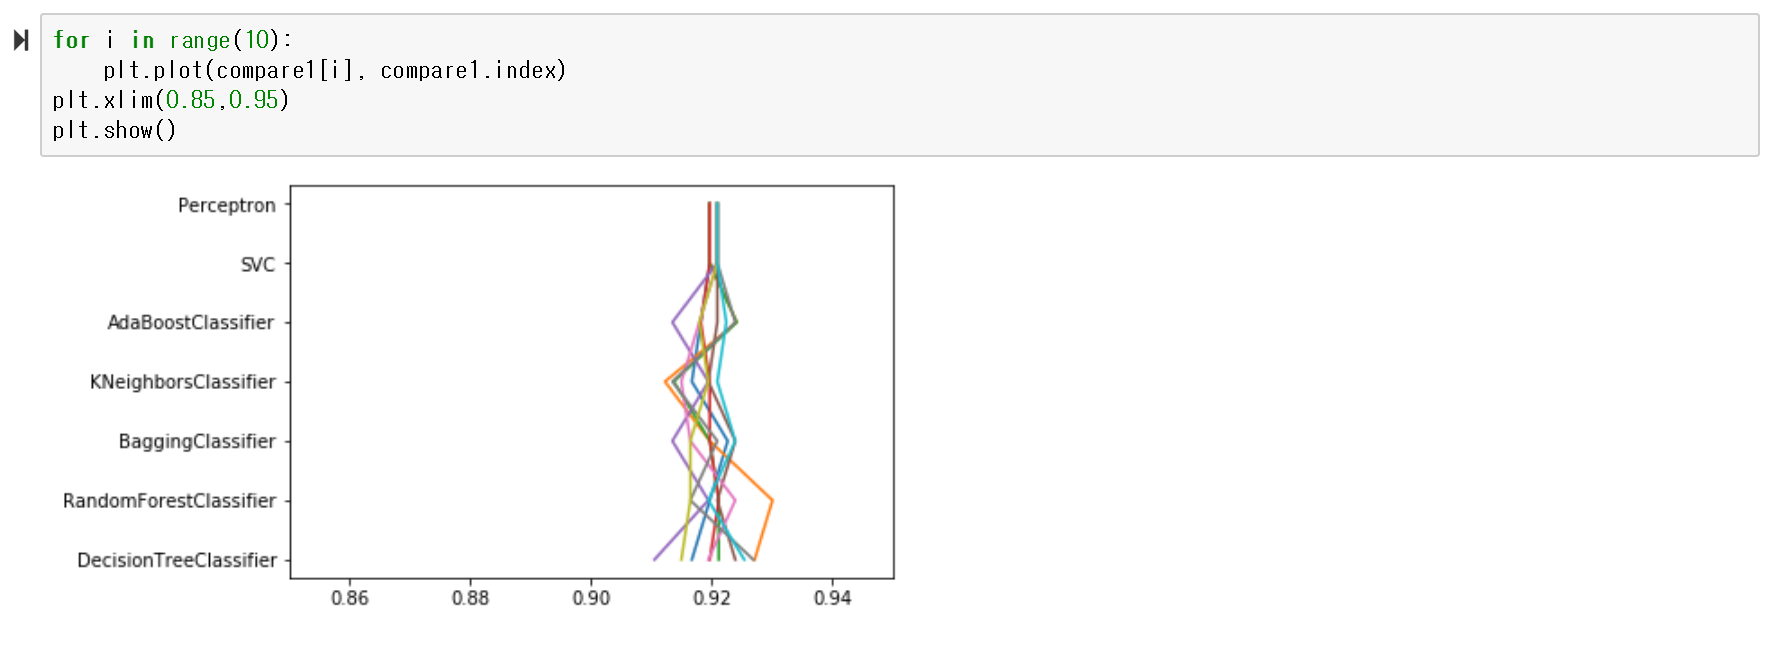 for i in range(10):
    plt.plot(compare1[i], compare1.index)
plt.xlim(0.85,0.95)
plt.show()
Perceptron
SVC
AdaBoostClassifier
KNeighborsClassifier
BaggingClassifier
RandomForestClassifier
DecisionTreeClassifier
0.86 0.88 0.90 0.92 0.94